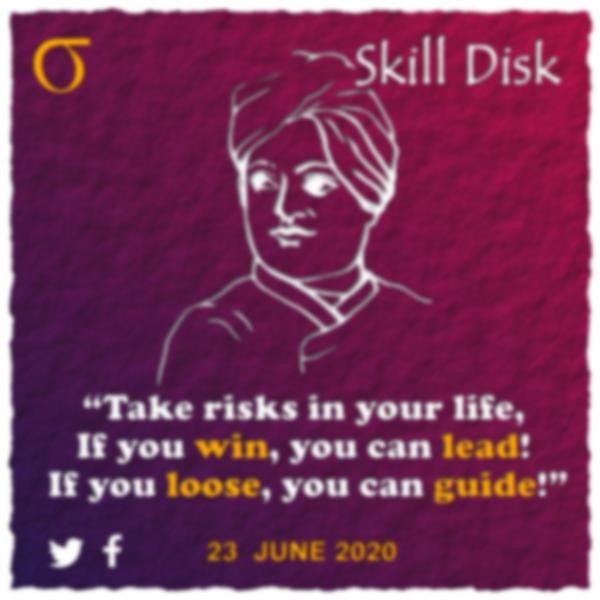 σ
Skill Disk
“Take risks in your life,
If you win, you can lead!
If you loose, you can guide!”
23 JUNE 2020